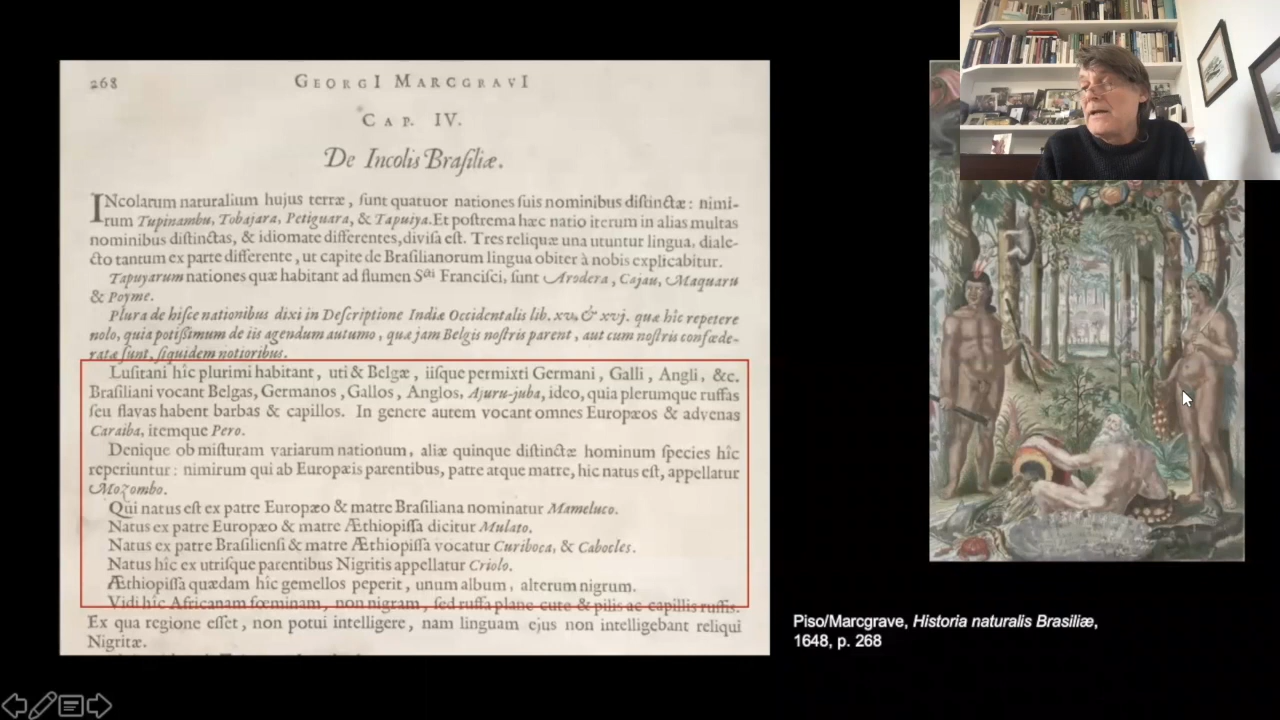 268 GEORGI MARCGRAVI
CAP. IV.
De Incolis Braſiliæ.
INcolarum naturalium hujus terræ, ſunt quatuor nationes ſuis nominibus diſtinctæ: nimi-
rum Tupinambu, Tobajara, Petiguara, & Tapuiya. Et poſtrema hæc natio iterum in alias multas
nominibus diſtinctas, & idiomate differentes, diviſa eſt. Tres reliquæ una utuntur lingua, diale-
cto tantum ex parte differente, ut capite de Braſilianorum lingua obiter à nobis explicabitur.
Tapuyarum nationes quæ habitant ad flumen Sᵗⁱ Franciſci, ſunt Arodera, Cajau, Maquaru
& Poyme.
Plura de hiſce nationibus dixi in Deſcriptione Indiæ Occidentalis lib. xv. & xvj. quæ hîc repetere
nolo, quia potiſſimum de iis agendum autumo, quæ jam Belgis noſtris parent, aut cum noſtris confœde-
rata ſunt, ſiquidem notioribus.
Luſitani hîc plurimi habitant, uti & Belgæ, iiſque permixti Germani, Galli, Angli, &c.
Braſiliani vocant Belgas, Germanos, Gallos, Anglos, Ajuru-juba, ideo, quia plerumque ruffas
ſeu flavas habent barbas & capillos. In genere autem vocant omnes Europæos & advenas
Caraiba, itemque Pero.
Denique ob miſturam variarum nationum, aliæ quinque diſtinctæ hominum ſpecies hîc
reperiuntur: nimirum qui ab Europæis parentibus, patre atque matre, hic natus eſt, appellatur
Mozombo.
Qui natus eſt ex patre Europæo & matre Braſiliana nominatur Mameluco.
Natus ex patre Europæo & matre Æthiopiſſa dicitur Mulato.
Natus ex patre Braſilienſi & matre Æthiopiſſa vocatur Curiboca, & Cabocles.
Natus hîc ex utriſque parentibus Nigritis appellatur Criolo.
Æthiopiſſa quædam hîc gemellos peperit, unum album, alterum nigrum.
Vidi hîc Africanam fœminam, non nigram, ſed ruffa plane cute & pilis ac capillis ruffis.
Ex qua regione eſſet, non potui intelligere, nam linguam ejus non intelligebant reliqui
Nigritæ.
Piso/Marcgrave, Historia naturalis Brasiliæ,
1648, p. 268